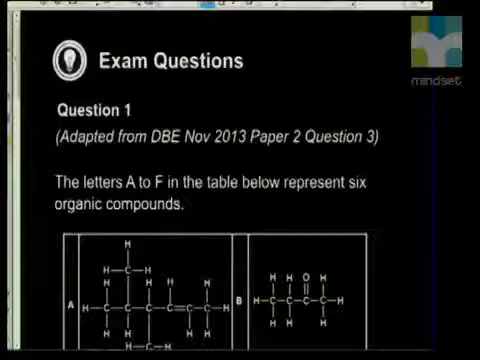 Exam Questions
mindset
Question 1
(Adapted from DBE Nov 2013 Paper 2 Question 3)
The letters A to F in the table below represent six
organic compounds.
H
H C H
H H H H
A H C C C C C H
H H H
H C H
B
H H O H
H C C C C H
H H H